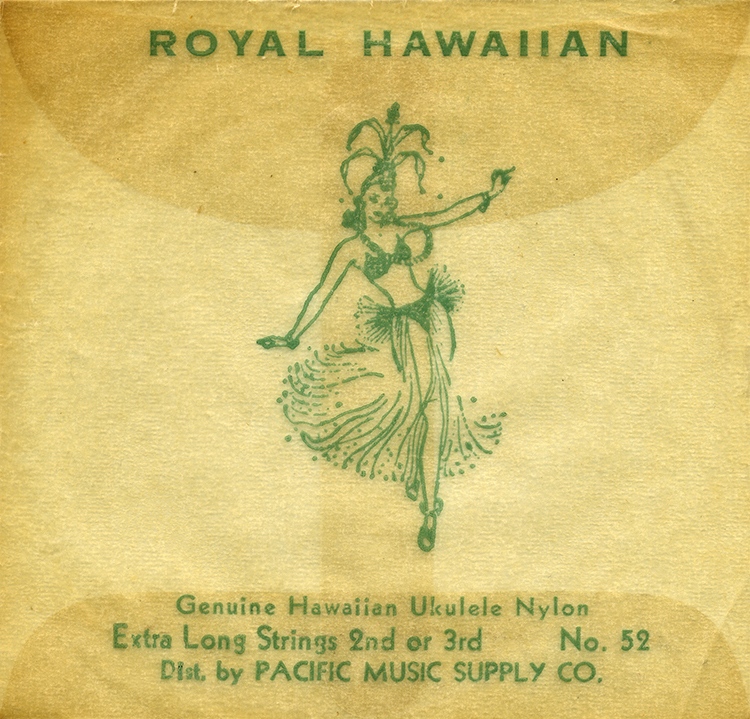 ROYAL HAWAIIAN
Genuine Hawaiian Ukulele Nylon
Extra Long Strings 2nd or 3rd No. 52
Dist. by PACIFIC MUSIC SUPPLY CO.